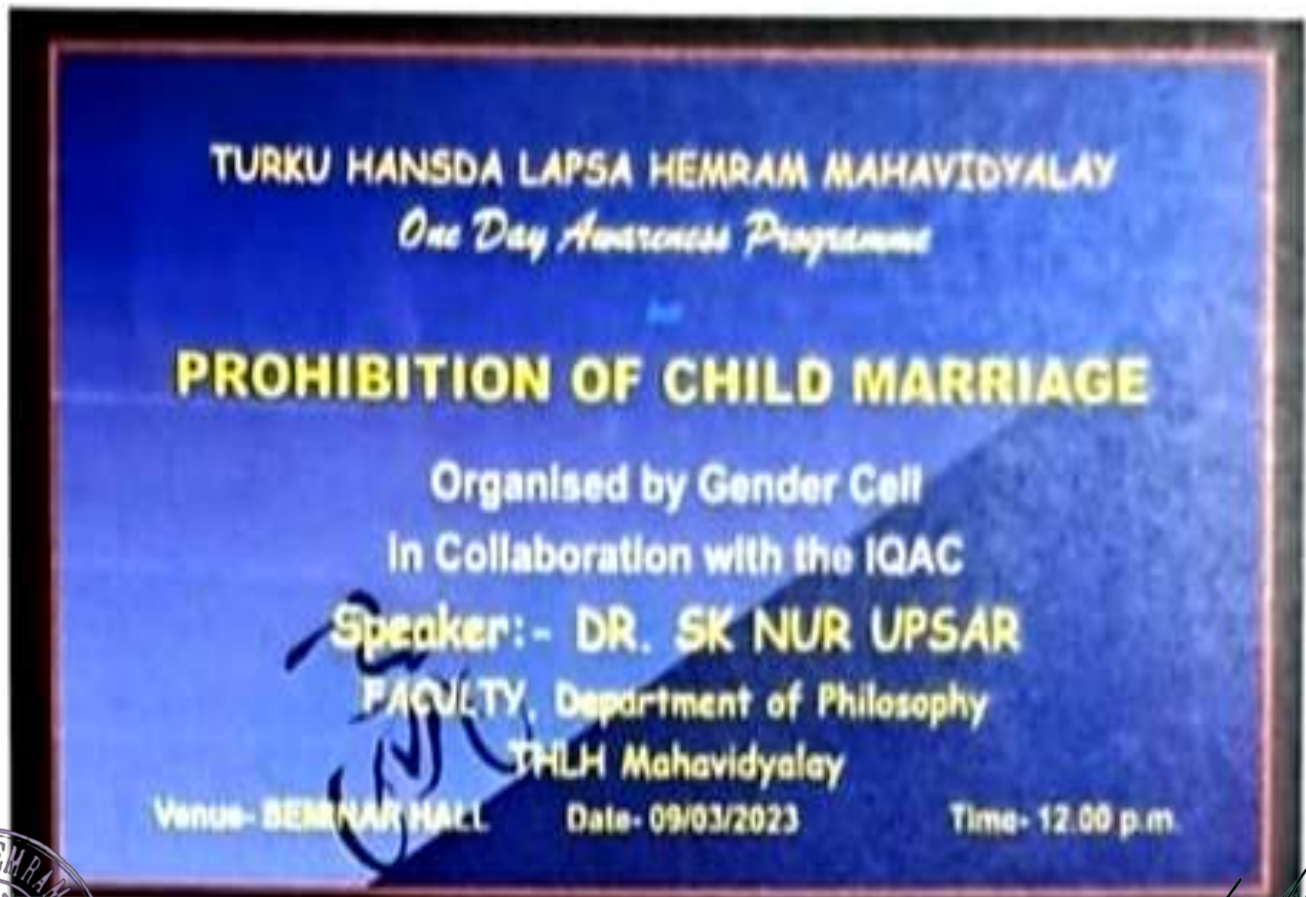 TURKU HANSDA LAPSA HEMRAM MAHAVIDYALAY
One Day Awareness Programme
on
PROHIBITION OF CHILD MARRIAGE
Organised by Gender Cell
in Collaboration with the IQAC
Speaker:- DR. SK NUR UPSAR
FACULTY, Department of Philosophy
THLH Mahavidyalay
Venue- SEMINAR HALL Date- 09/03/2023 Time- 12.00 p.m.